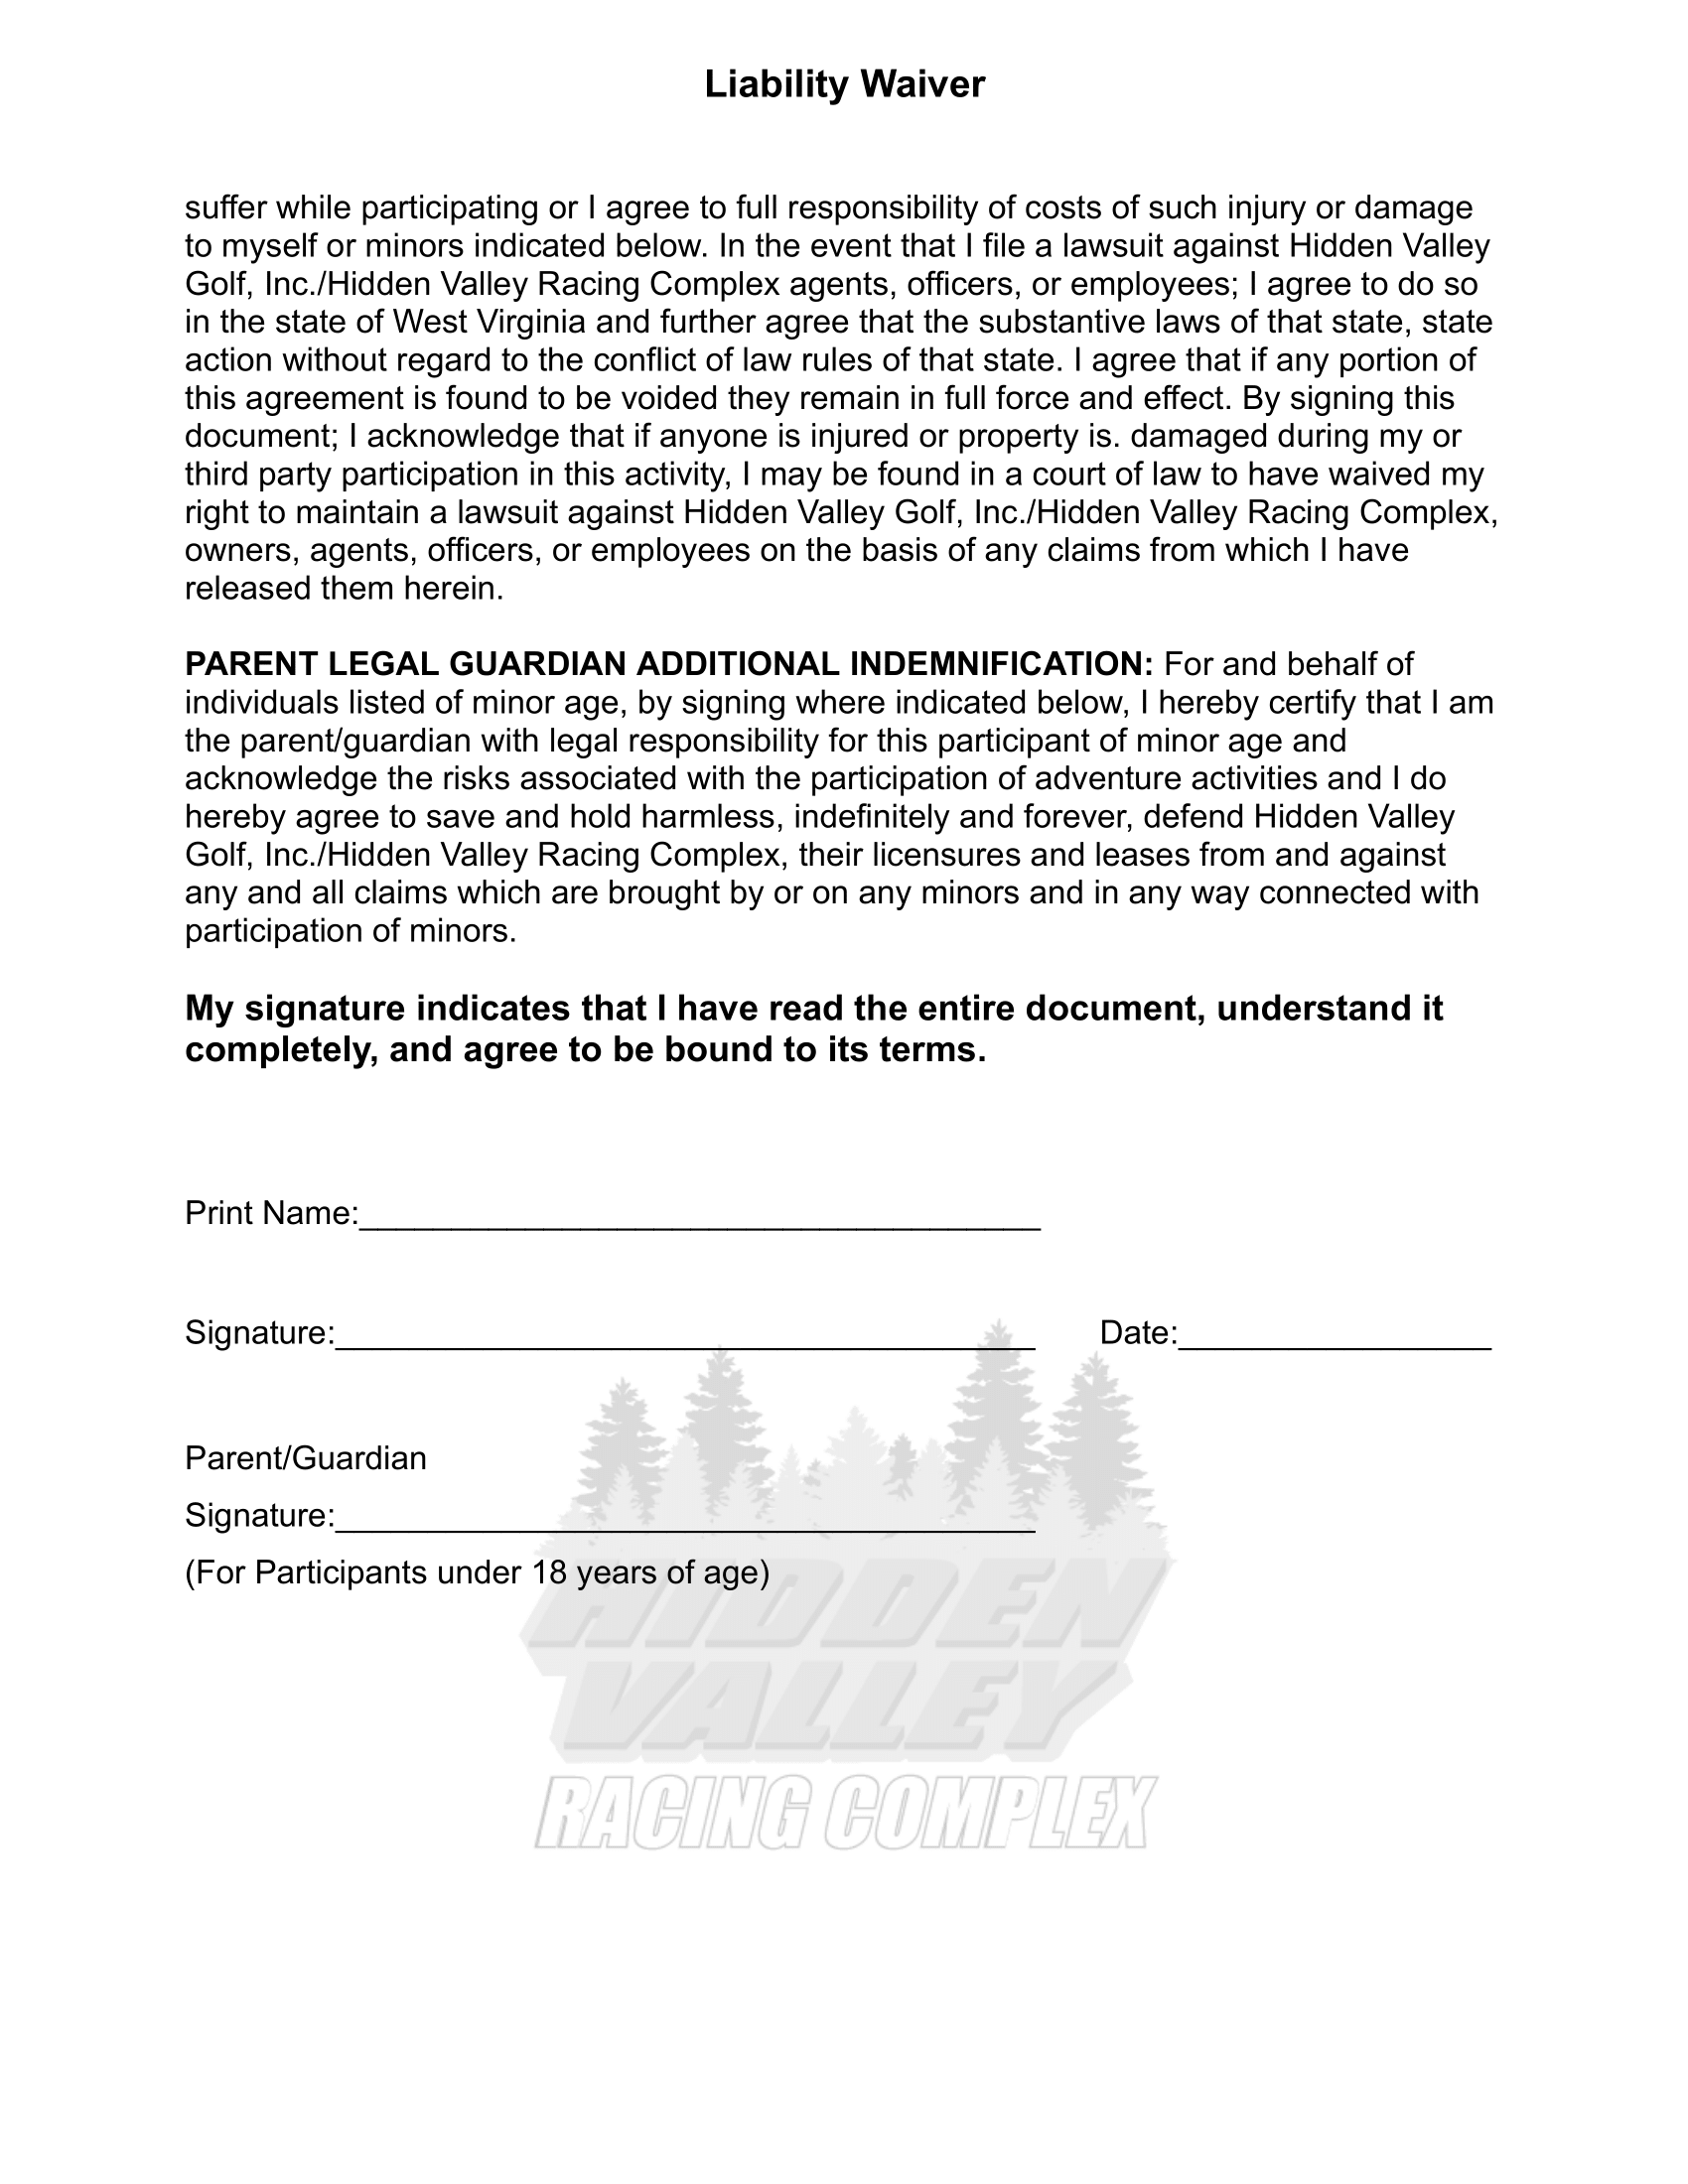 Liability Waiver
suffer while participating or I agree to full responsibility of costs of such injury or damage
to myself or minors indicated below. In the event that I file a lawsuit against Hidden Valley
Golf, Inc./Hidden Valley Racing Complex agents, officers, or employees; I agree to do so
in the state of West Virginia and further agree that the substantive laws of that state, state
action without regard to the conflict of law rules of that state. I agree that if any portion of
this agreement is found to be voided they remain in full force and effect. By signing this
document; I acknowledge that if anyone is injured or property is. damaged during my or
third party participation in this activity, I may be found in a court of law to have waived my
right to maintain a lawsuit against Hidden Valley Golf, Inc./Hidden Valley Racing Complex,
owners, agents, officers, or employees on the basis of any claims from which I have
released them herein.
PARENT LEGAL GUARDIAN ADDITIONAL INDEMNIFICATION: For and behalf of
individuals listed of minor age, by signing where indicated below, I hereby certify that I am
the parent/guardian with legal responsibility for this participant of minor age and
acknowledge the risks associated with the participation of adventure activities and I do
hereby agree to save and hold harmless, indefinitely and forever, defend Hidden Valley
Golf, Inc./Hidden Valley Racing Complex, their licensures and leases from and against
any and all claims which are brought by or on any minors and in any way connected with
participation of minors.
My signature indicates that I have read the entire document, understand it
completely, and agree to be bound to its terms.
Print Name:_____________________________________
Signature:______________________________________ Date:_________________
Parent/Guardian
Signature:______________________________________
(For Participants under 18 years of age)
HIDDEN
VALLEY
RACING COMPLEX